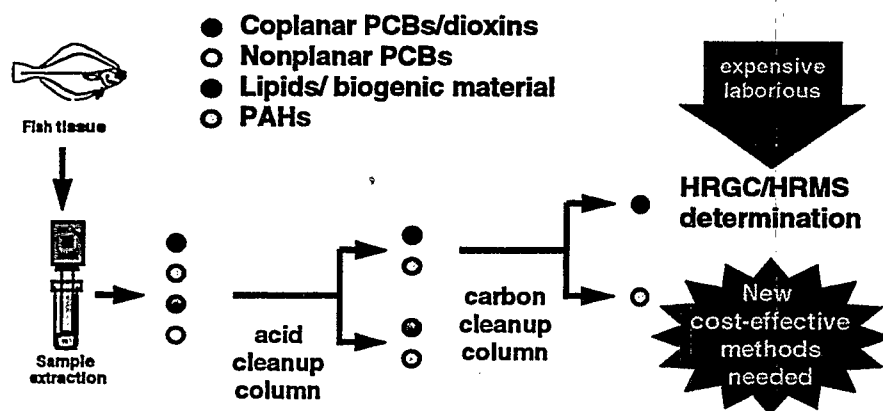 Coplanar PCBs/dioxins
Nonplanar PCBs
Lipids/ biogenic material
PAHs
Fish tissue
Sample
extraction
acid
cleanup
column
carbon
cleanup
column
expensive
laborious
HRGC/HRMS
determination
New
cost-effective
methods
needed